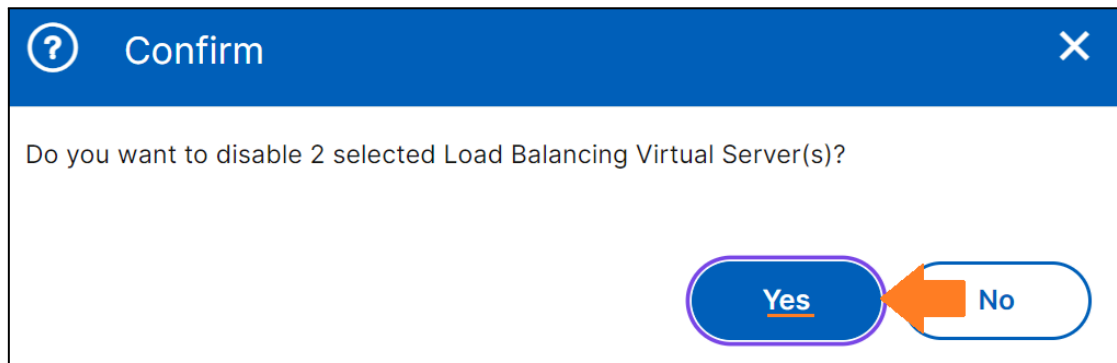 Confirm
Do you want to disable 2 selected Load Balancing Virtual Server(s)?
Yes No